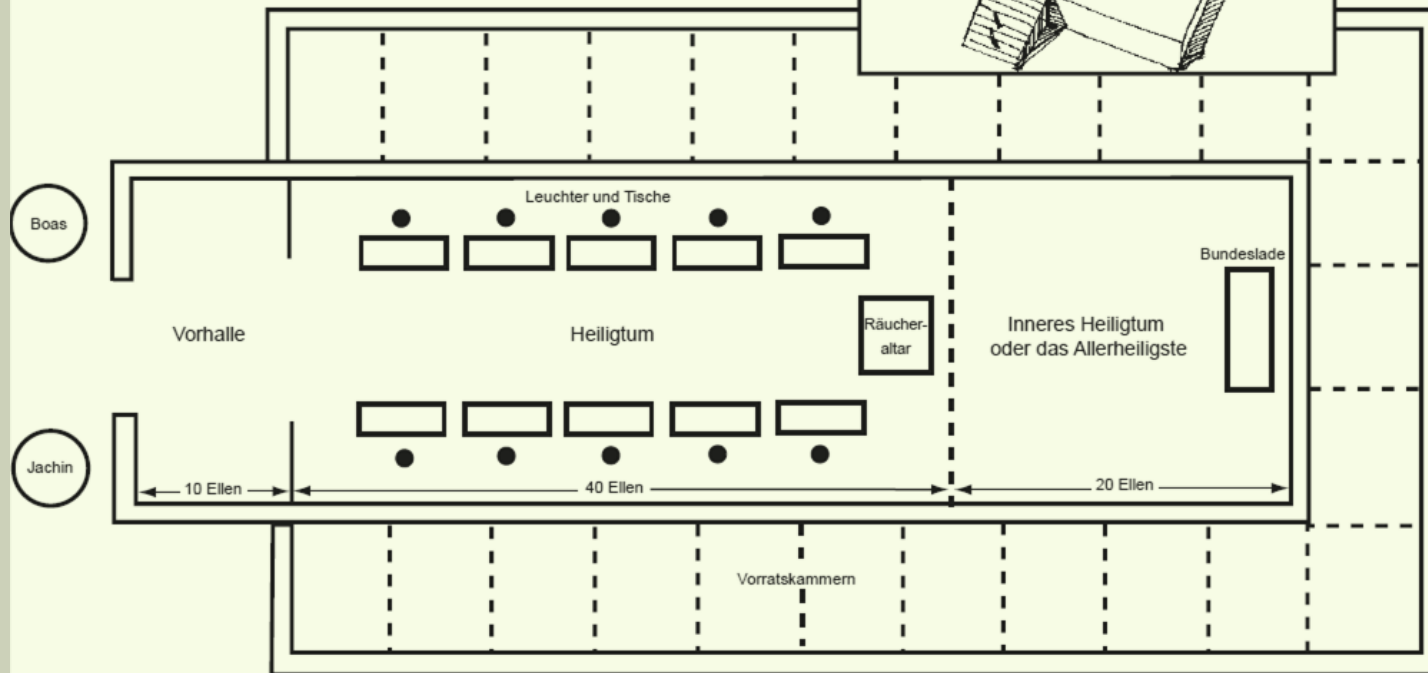 Leuchter und Tische
Boas
Bundeslade
Räucher-
altar
Vorhalle
Heiligtum
Inneres Heiligtum
oder das Allerheiligste
Jachin
10 Ellen
40 Ellen
20 Ellen
Vorratskammern